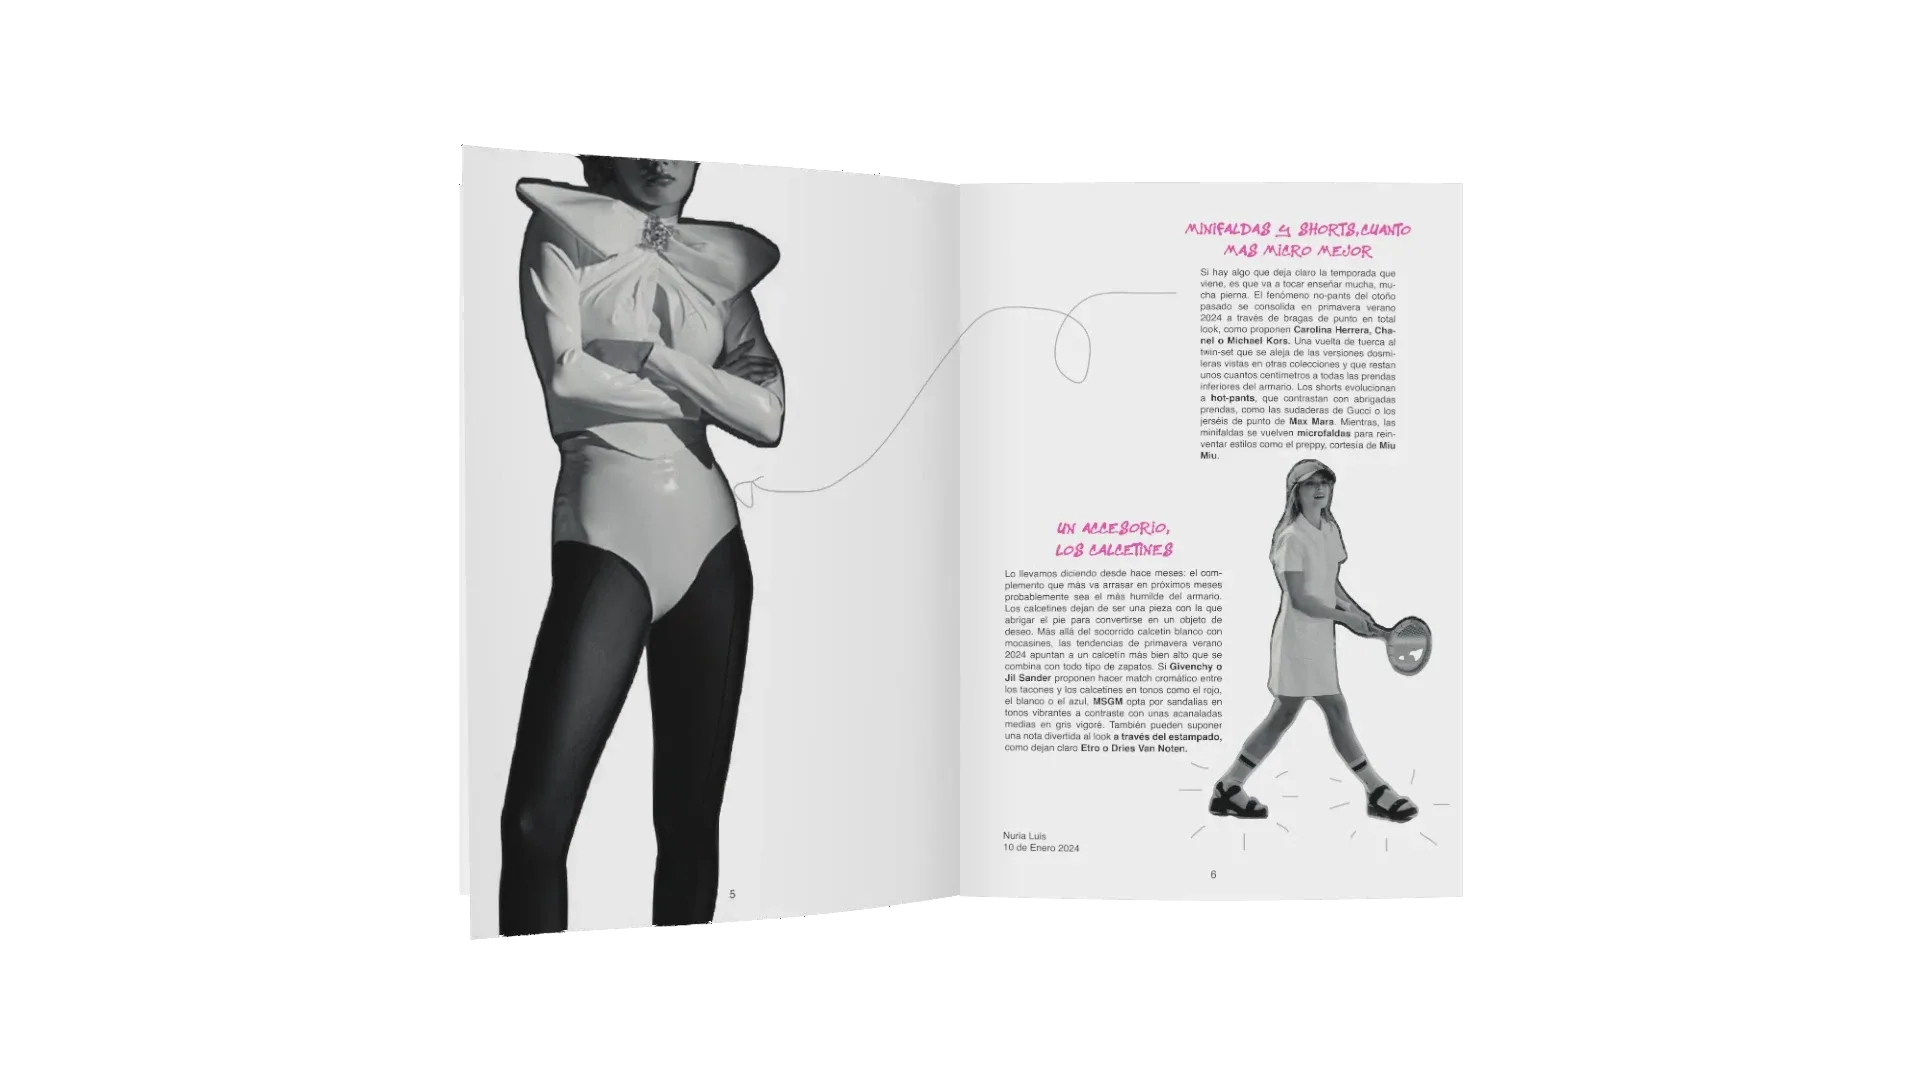 MINIFALDAS Y SHORTS,CUANTO
MAS MICRO MEJOR
Si hay algo que deja claro la temporada que
viene, es que va a tocar enseñar mucha, mu-
cha pierna. El fenómeno no-pants del otoño
pasado se consolida en primavera verano
2024 a través de bragas de punto en total
look, como proponen Carolina Herrera, Cha-
nel o Michael Kors. Una vuelta de tuerca al
twin-set que se aleja de las versiones dosmi-
leras vistas en otras colecciones y que restan
unos cuantos centímetros a todas las prendas
inferiores del armario. Los shorts evolucionan
a hot-pants, que contrastan con abrigadas
prendas, como las sudaderas de Gucci o los
jerséis de punto de Max Mara. Mientras, las
minifaldas se vuelven microfaldas para rein-
ventar estilos como el preppy, cortesía de Miu
Miu.
UN ACCESORIO,
LOS CALCETINES
Lo llevamos diciendo desde hace meses: el com-
plemento que más va arrasar en próximos meses
probablemente sea el más humilde del armario.
Los calcetines dejan de ser una pieza con la que
abrigar el pie para convertirse en un objeto de
deseo. Más allá del socorrido calcetín blanco con
mocasines, las tendencias de primavera verano
2024 apuntan a un calcetín más bien alto que se
combina con todo tipo de zapatos. Si Givenchy o
Jil Sander proponen hacer match cromático entre
los tacones y los calcetines en tonos como el rojo,
el blanco o el azul, MSGM opta por sandalias en
tonos vibrantes a contraste con unas acanaladas
medias en gris vigoré. También pueden suponer
una nota divertida al look a través del estampado,
como dejan claro Etro o Dries Van Noten.
Nuria Luis
10 de Enero 2024
5
6